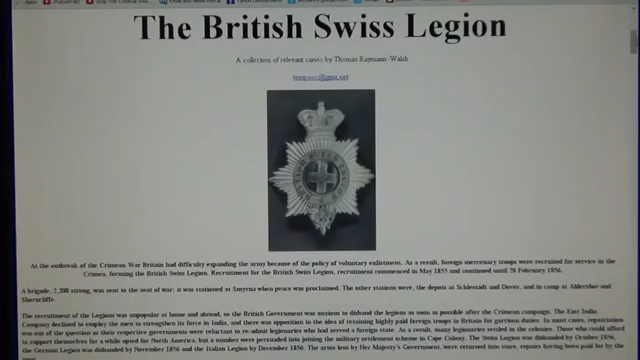 Apps
The British Swiss Legion
A collection of relevant curios by Thomas Raymann-Walsh
As the outbreak of the Crimean War Britain had difficulty expanding the army because of the policy of voluntary enlistment. As a result, foreign mercenary troops were recruited for service in the
Crimea, forming the British Swiss Legion. Recruitment for the British Swiss Legion, recruitment commenced in May 1855 and continued until 28 February 1856.
A brigade, 2,200 strong, was sent to the seat of war; it was stationed at Smyrna when peace was proclaimed. The other stations were, the depots at Schlestadt and Dover, and in camp at Aldershot and
Shorncliffe.
The recruitment of the Legions was unpopular at home and abroad, so the British Government was anxious to disband the legions as soon as possible after the Crimean campaign. The East India
Company declined to employ the men to strengthen its force in India, and there was opposition to the idea of retaining highly paid foreign troops in Britain for garrison duties. In most cases, repatriation
was out of the question as their respective governments were reluctant to re-admit legionaries who had served a foreign state. As a result, many legionaries settled in the colonies. Those who could afford
to support themselves for a while opted for North America, but a number were persuaded into joining the military settlement scheme in Cape Colony. The Swiss Legion was disbanded by October 1856,
the German Legion was disbanded by November 1856 and the Italian Legion by December 1856. The arms lent by Her Majesty's Government, were returned into store, repairs having been paid for by the